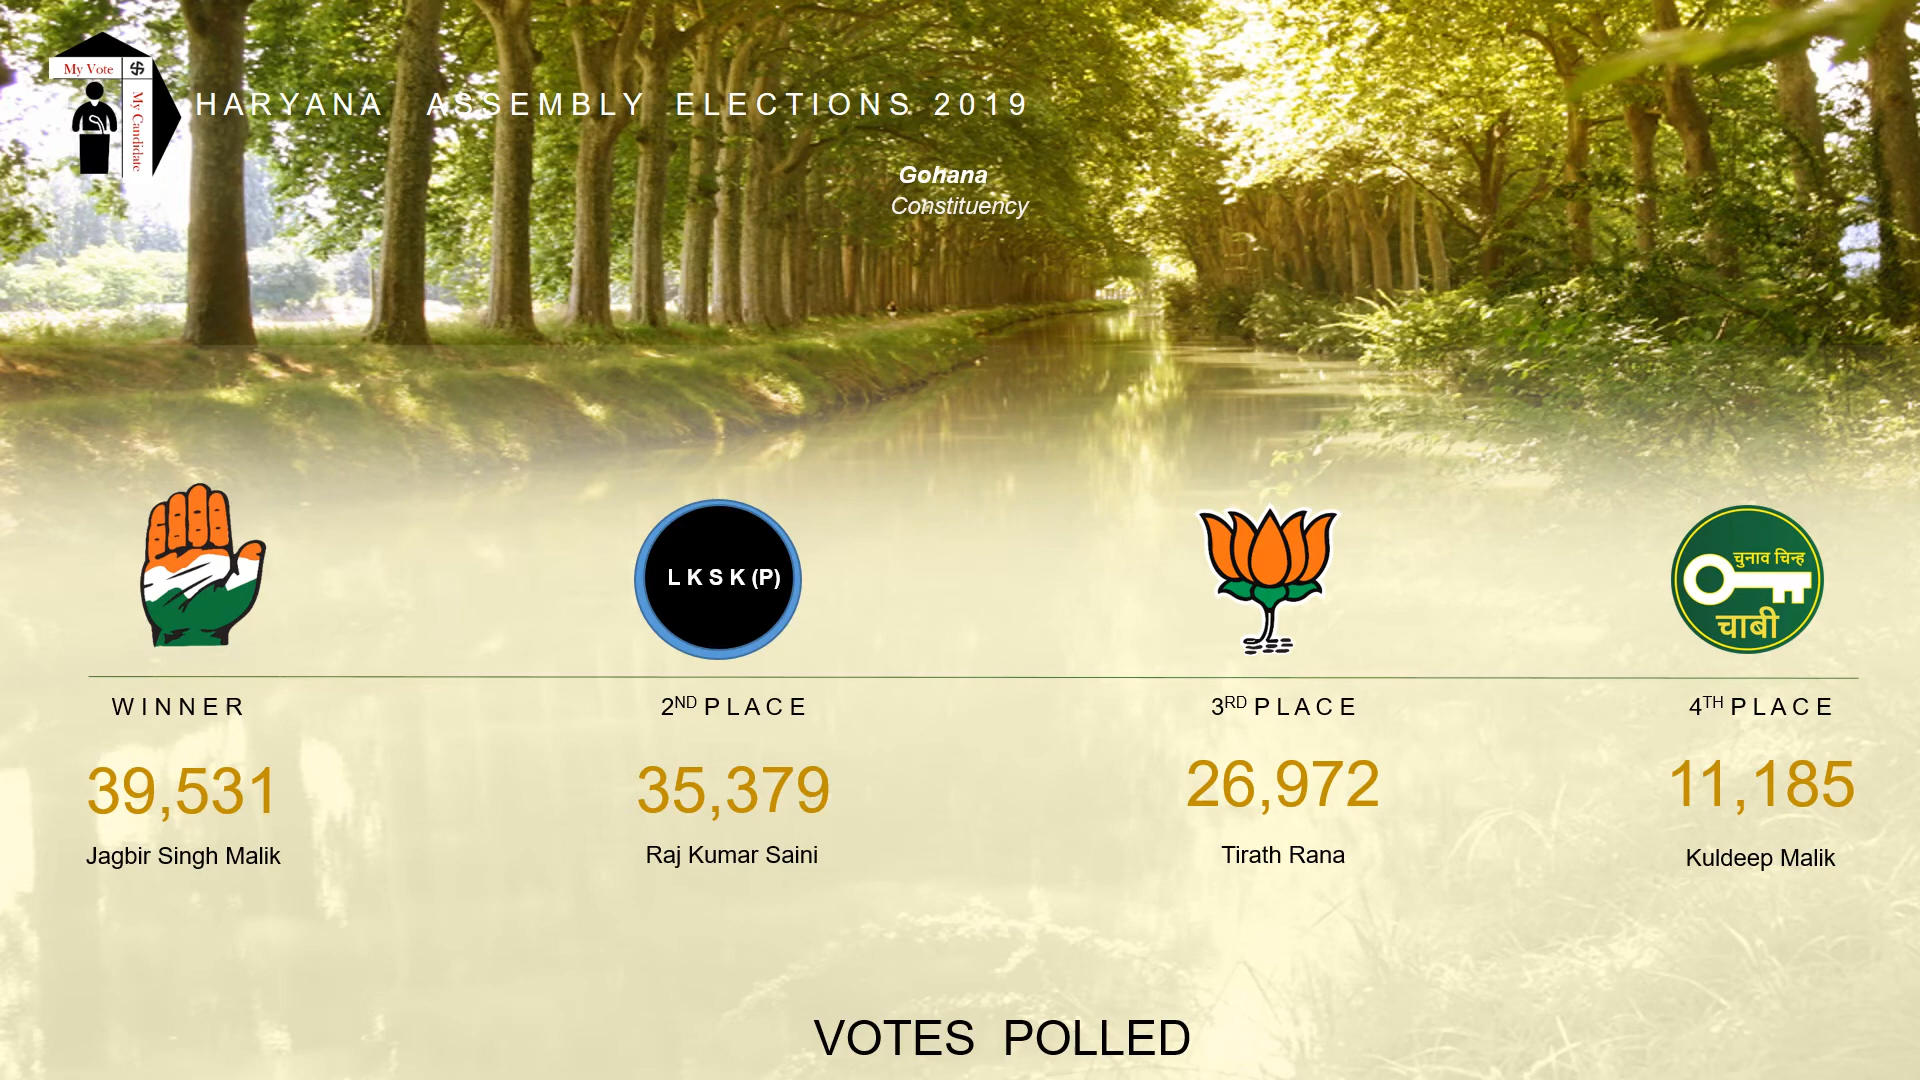 My Vote
My Candidate
HARYANA ASSEMBLY ELECTIONS 2019
Gohana
Constituency
L K S K (P)
चुनाव चिन्ह
चाबी
WINNER
2ND PLACE
3RD PLACE
4TH PLACE
39,531
35,379
26,972
11,185
Jagbir Singh Malik
Raj Kumar Saini
Tirath Rana
Kuldeep Malik
VOTES POLLED